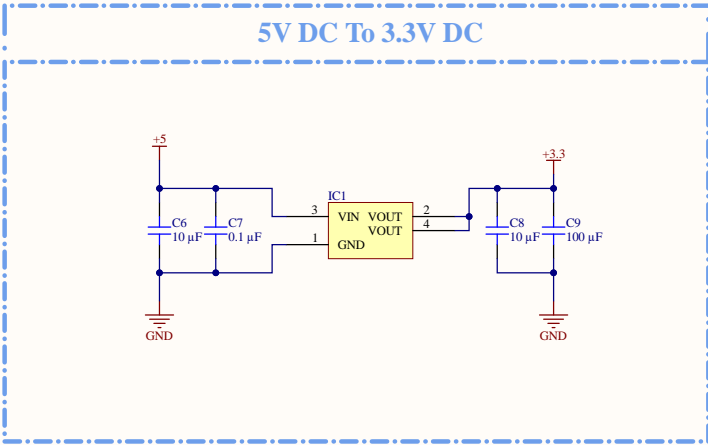 5V DC To 3.3V DC
+5
+3.3
IC1
3 VIN VOUT 2
VOUT 4
1 GND
C6
10 µF
C7
0.1 µF
C8
10 µF
C9
100 µF
GND
GND